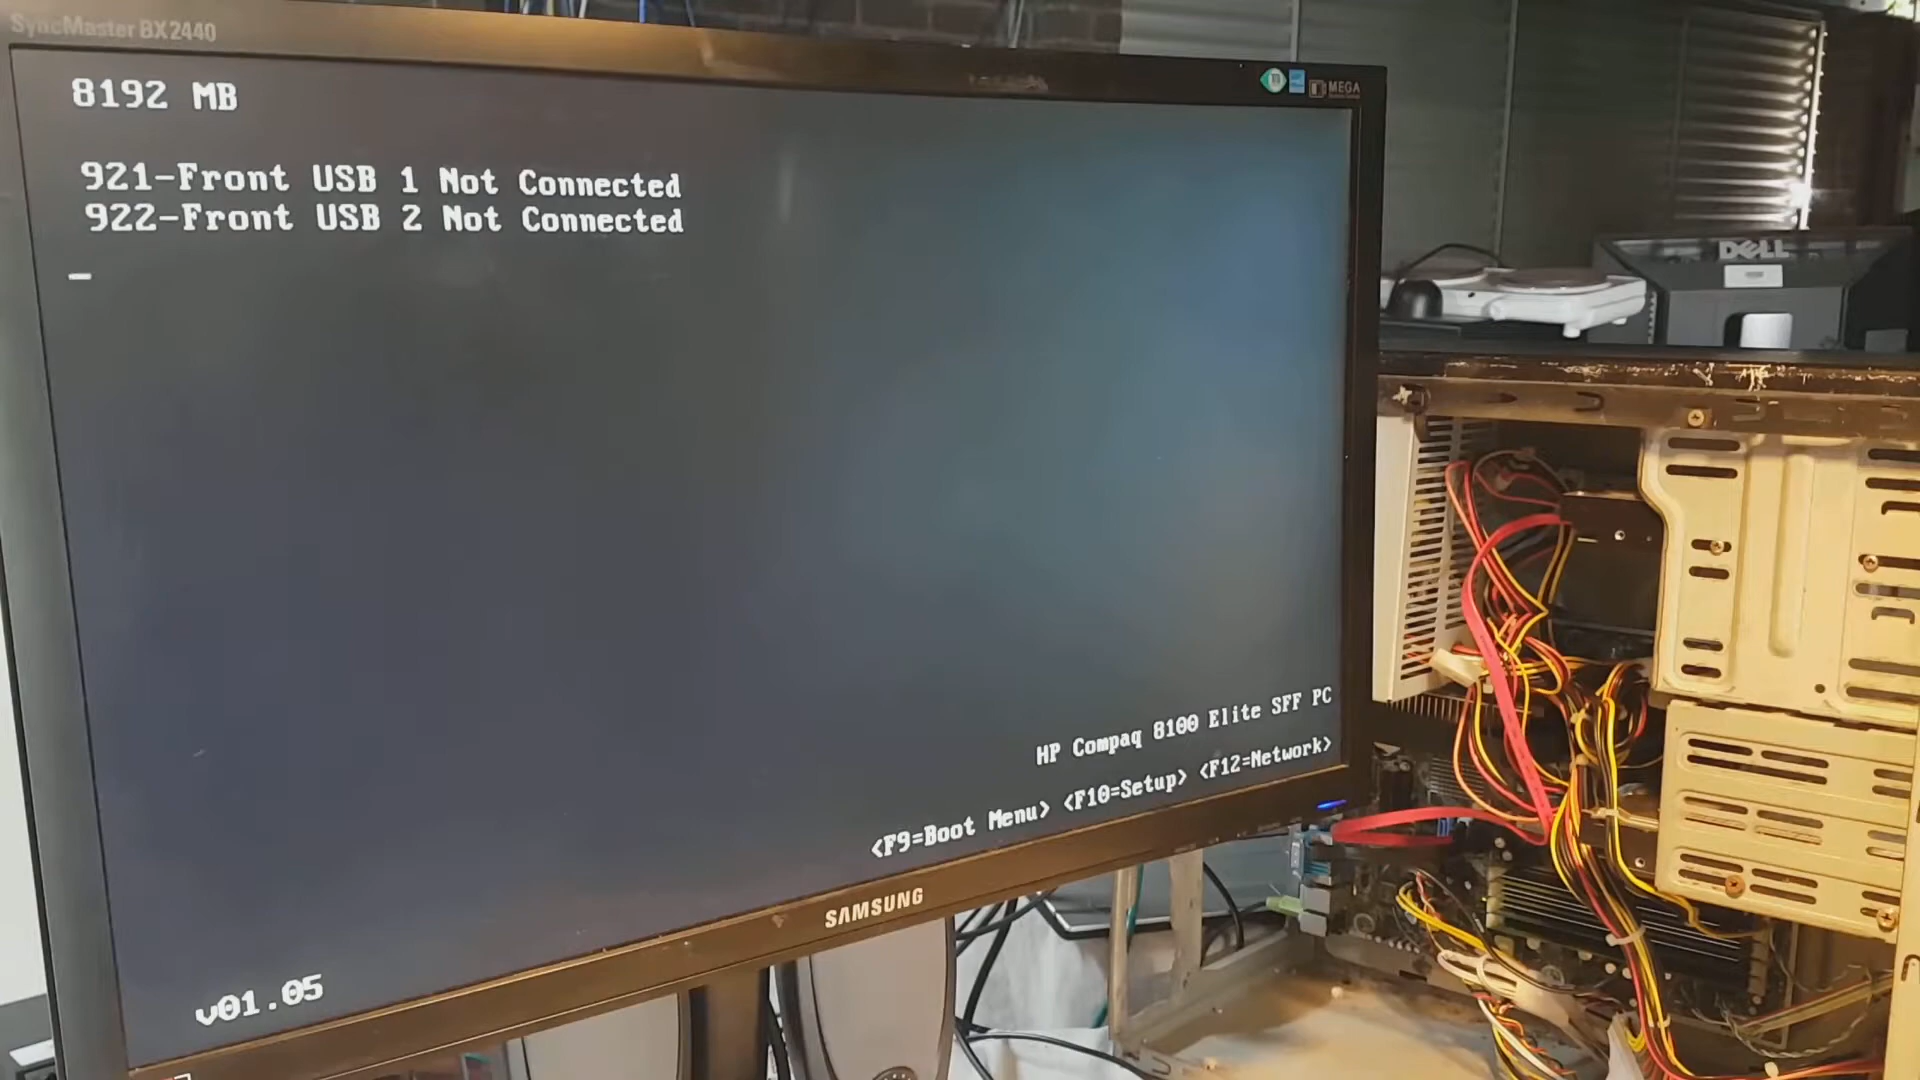 SyncMaster BX2440
MEGA
8192 MB
921-Front USB 1 Not Connected
922-Front USB 2 Not Connected
DELL
HP Compaq 8100 Elite SFF PC
<F9=Boot Menu> <F10=Setup> <F12=Network>
SAMSUNG
v01.05